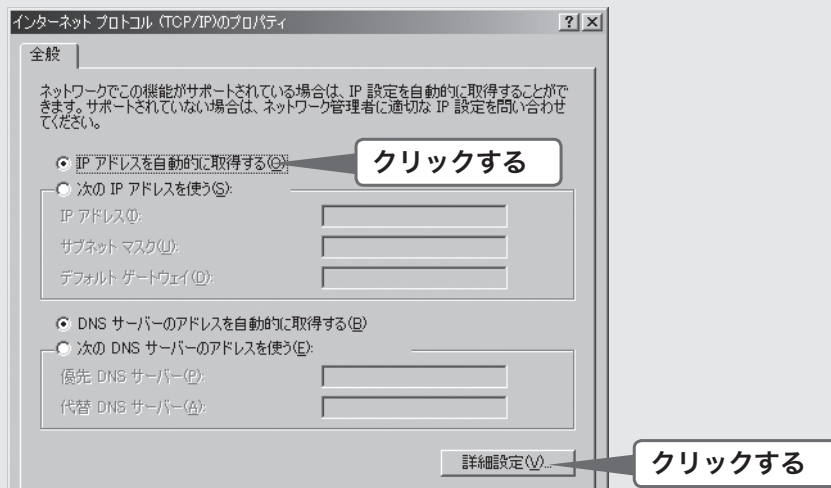 インターネット プロトコル (TCP/IP)のプロパティ
全般
ネットワークでこの機能がサポートされている場合は、IP 設定を自動的に取得することがで
きます。サポートされていない場合は、ネットワーク管理者に適切な IP 設定を問い合わせ
てください。
IP アドレスを自動的に取得する(O)
クリックする
次の IP アドレスを使う(S):
IP アドレス(I):
サブネット マスク(U):
デフォルト ゲートウェイ(D):
DNS サーバーのアドレスを自動的に取得する(B)
次の DNS サーバーのアドレスを使う(E):
優先 DNS サーバー(P):
代替 DNS サーバー(A):
詳細設定(V)...
クリックする